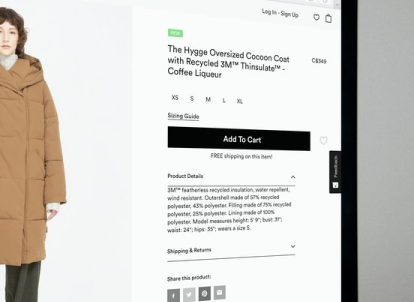 Log In · Sign Up
NEW
The Hygge Oversized Cocoon Coat
with Recycled 3M™ Thinsulate™ -
Coffee Liqueur
C$349
XS S M L XL
Sizing Guide
Add To Cart
FREE shipping on this item!
Feedback
Product Details
3M™ featherless recycled insulation, water repellent,
wind resistant. Outershell made of 57% recycled
polyester, 43% polyester. Filling made of 75% recycled
polyester, 25% polyester. Lining made of 100%
polyester. Model measures height: 5' 9"; bust: 31";
waist: 24"; hips: 35"; wears a size S.
Shipping & Returns
Share this product: